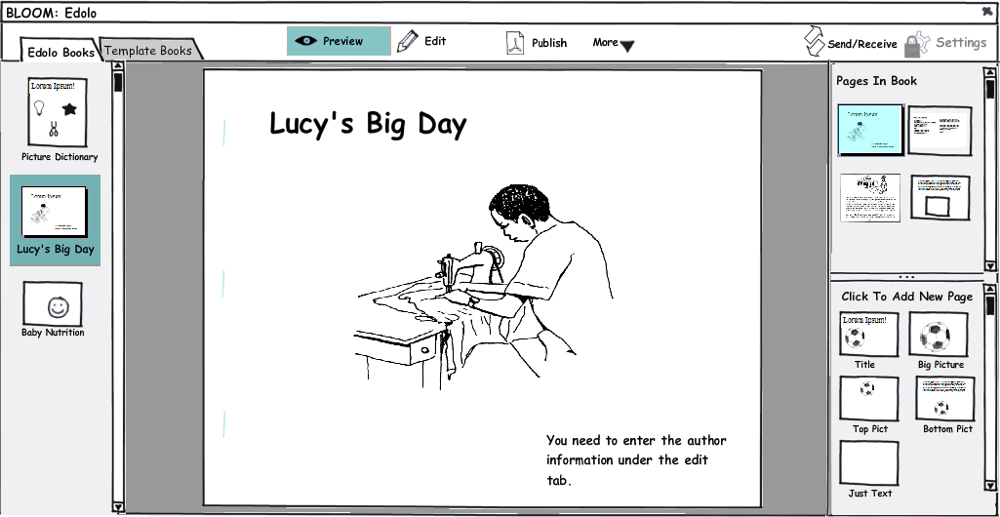 BLOOM: Edolo
Edolo Books
Template Books
Preview
Edit
Publish
More
Send/Receive
Settings
Lorem Ipsum!
Picture Dictionary
Lorem Ipsum
Lucy's Big Day
Baby Nutrition
Lucy's Big Day
You need to enter the author
information under the edit
tab.
Pages In Book
Lorem Ipsum
Click To Add New Page
Lorem Ipsum!
Title
Big Picture
Top Pict
Bottom Pict
Just Text